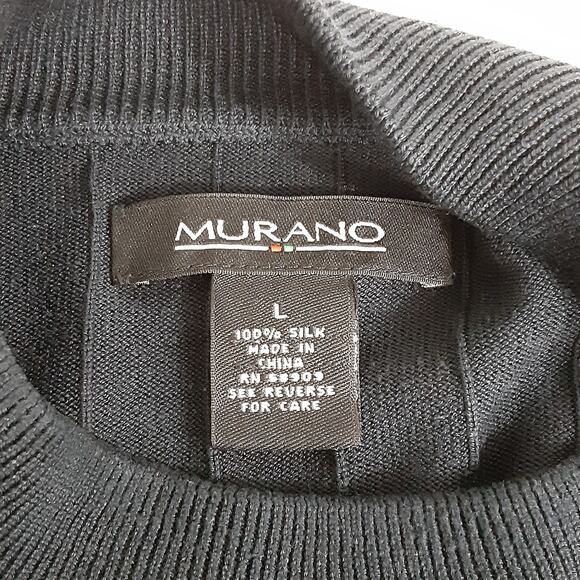 MURANO
L
100% SILK
MADE IN
CHINA
RN
SEE REVERSE
FOR CARE